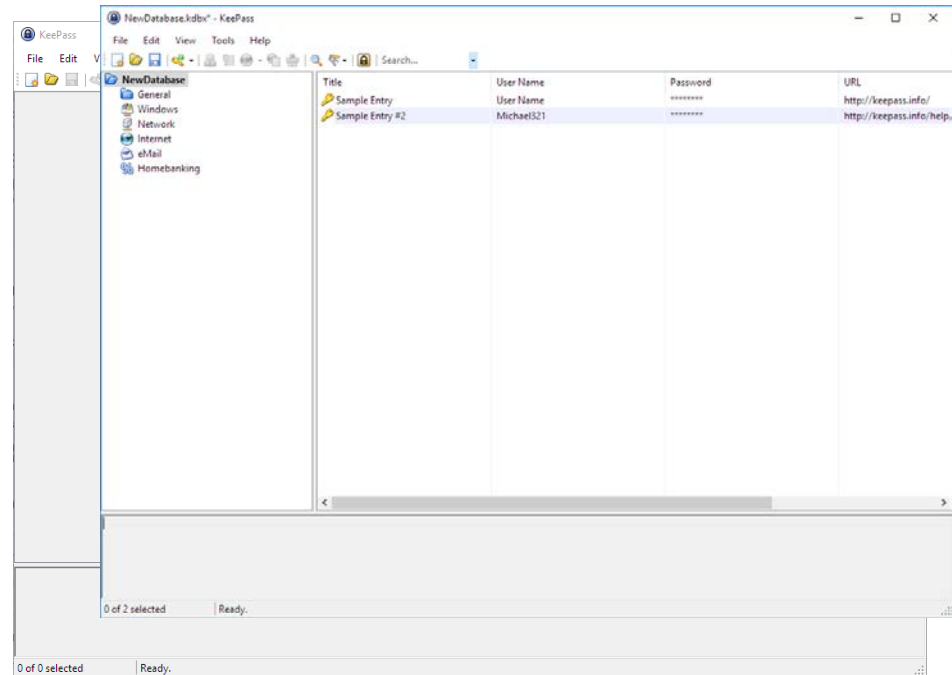 KeePass
File Edit V
NewDatabase.kdbx* - KeePass
File Edit View Tools Help
Search...
NewDatabase
General
Windows
Network
Internet
eMail
Homebanking
Title User Name Password URL
Sample Entry User Name ******** http://keepass.info/
Sample Entry #2 Michael321 ******** http://keepass.info/help.
0 of 2 selected Ready.
0 of 0 selected Ready.